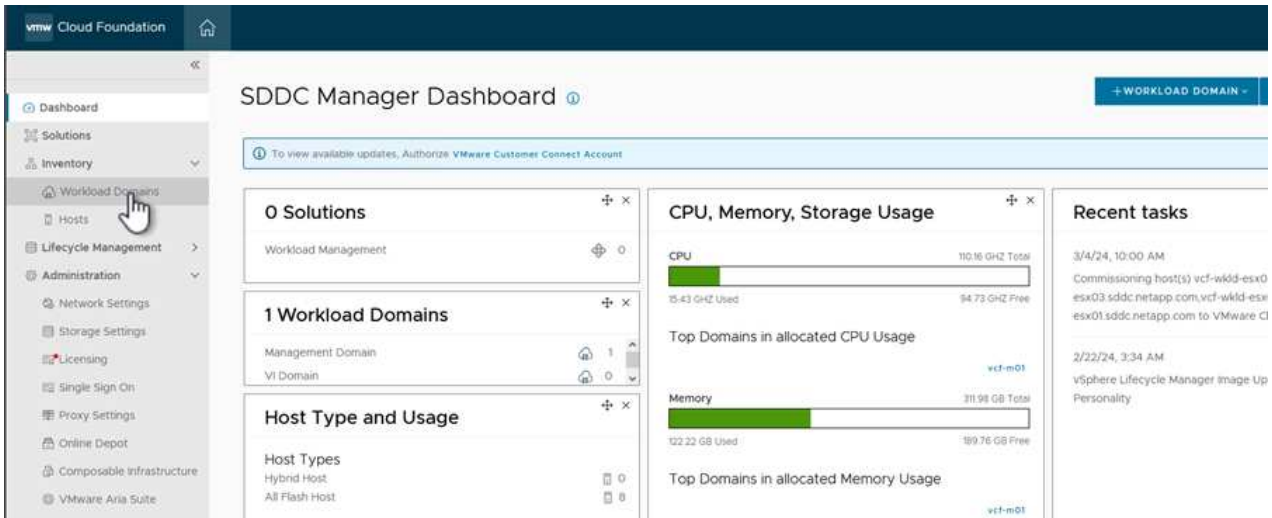 vmw Cloud Foundation
Dashboard
Solutions
Inventory
Workload Domains
Hosts
Lifecycle Management
Administration
Network Settings
Storage Settings
Licensing
Single Sign On
Proxy Settings
Online Depot
Composable Infrastructure
VMware Aria Suite
SDDC Manager Dashboard
+ WORKLOAD DOMAIN
To view available updates, Authorize VMware Customer Connect Account
0 Solutions
Workload Management 0
1 Workload Domains
Management Domain 1
VI Domain 0
Host Type and Usage
Host Types
Hybrid Host 0
All Flash Host 8
CPU, Memory, Storage Usage
CPU 110.16 GHZ Total
15.43 GHZ Used 94.73 GHZ Free
Top Domains in allocated CPU Usage
vcf-m01
Memory 311.98 GB Total
122.22 GB Used 189.76 GB Free
Top Domains in allocated Memory Usage
vcf-m01
Recent tasks
3/4/24, 10:00 AM
Commissioning host(s) vcf-wkld-esx0
esx03.sddc.netapp.com,vcf-wkld-esx
esx01.sddc.netapp.com to VMware Cl
2/22/24, 3:34 AM
vSphere Lifecycle Manager Image Up
Personality